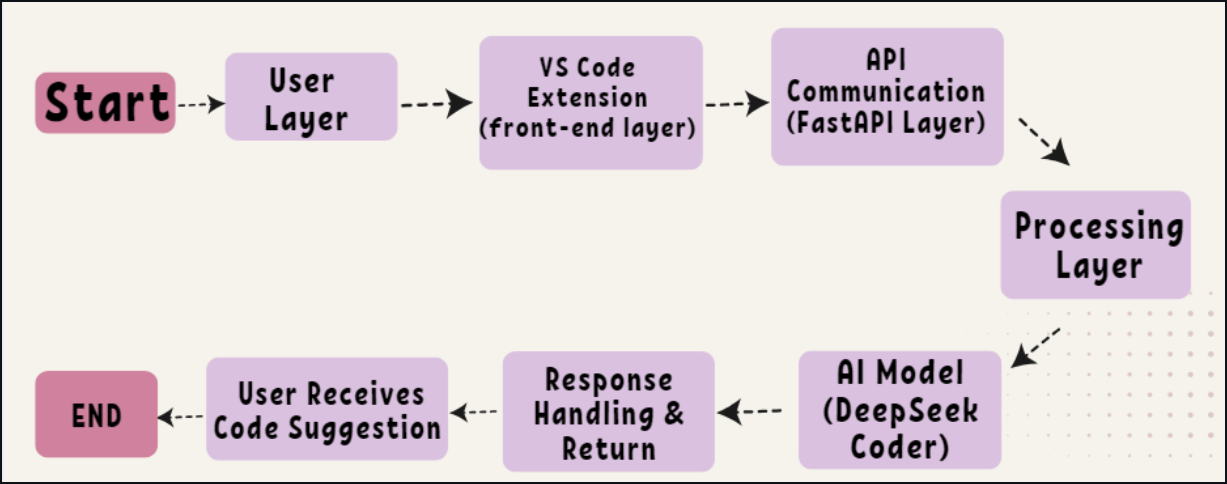 Start
User
Layer
VS Code
Extension
(front-end layer)
API
Communication
(FastAPI Layer)
Processing
Layer
AI Model
(DeepSeek
Coder)
Response
Handling &
Return
User Receives
Code Suggestion
END